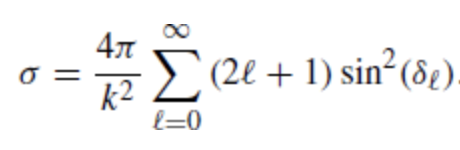 σ = 4π/k² ∑_{ℓ=0}^{∞} (2ℓ + 1) sin²(δ_ℓ).